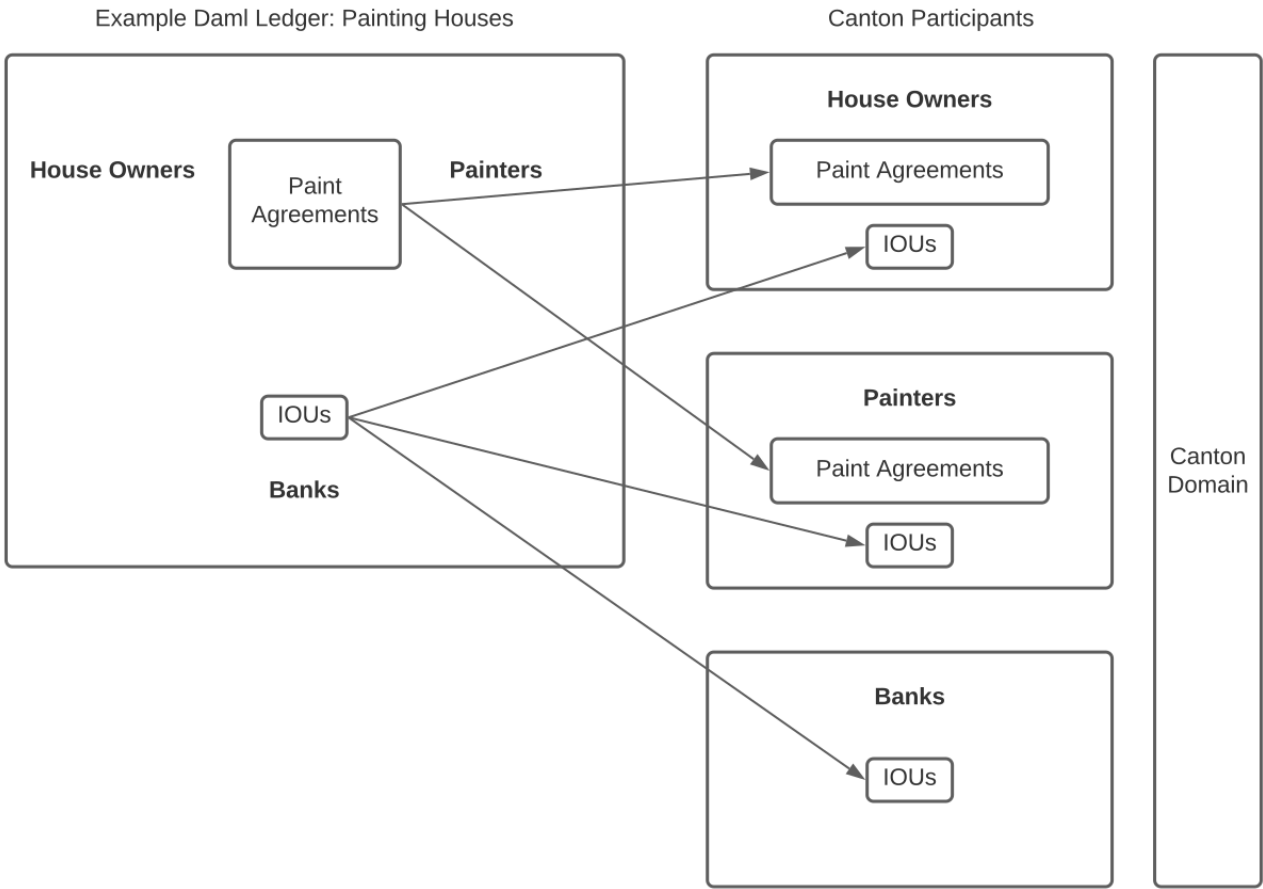 Example Daml Ledger: Painting Houses
House Owners
Paint
Agreements
Painters
IOUs
Banks
Canton Participants
House Owners
Paint Agreements
IOUs
Painters
Paint Agreements
IOUs
Banks
IOUs
Canton
Domain